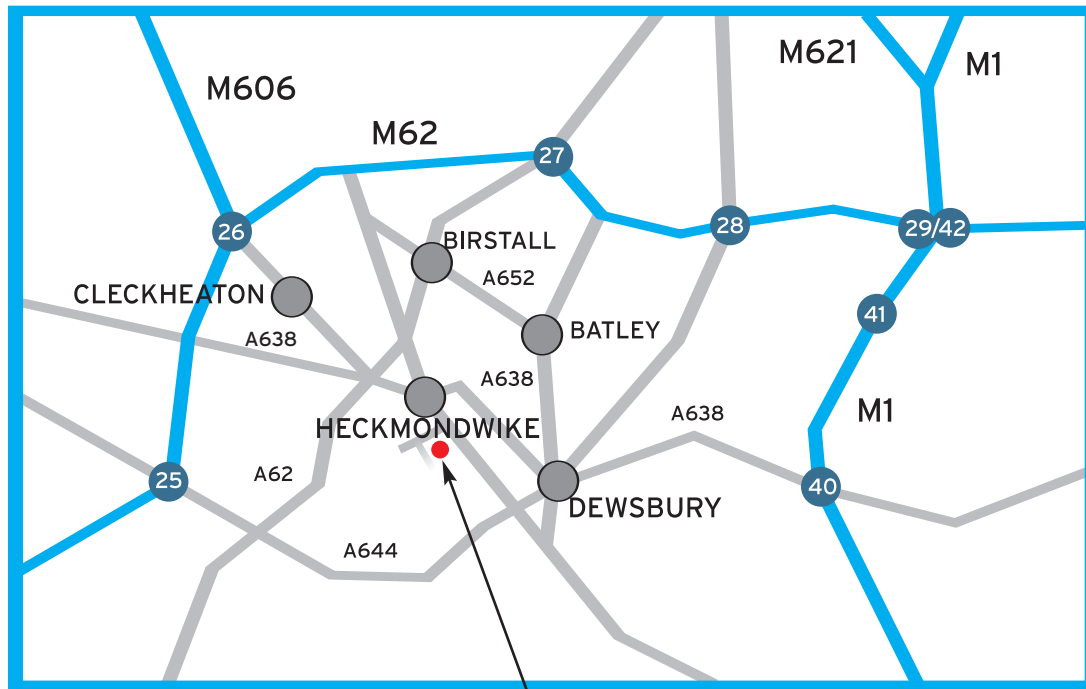 M621
M1
M606
M62
27
28
29/42
26
BIRSTALL
A652
CLECKHEATON
41
BATLEY
A638
A638
M1
A638
HECKMONDWIKE
A62
25
40
DEWSBURY
A644